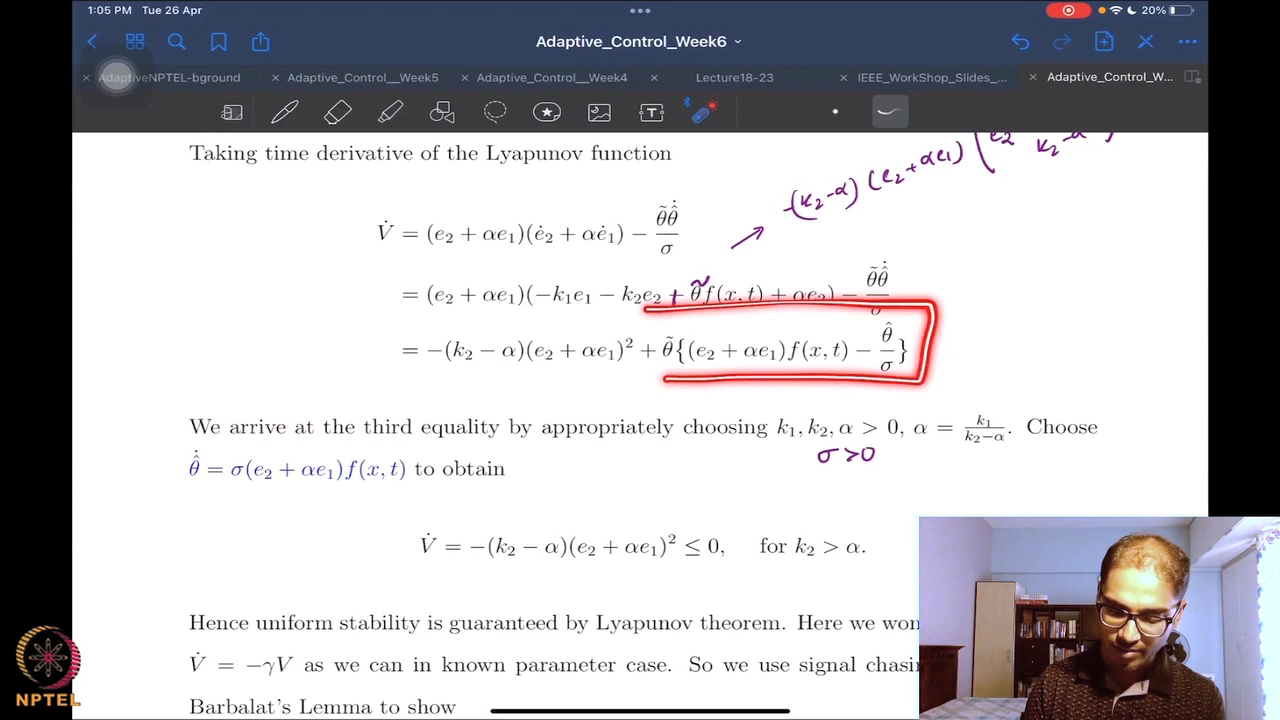 1:05 PM Tue 26 Apr
20%
Adaptive_Control_Week6
AdaptiveNPTEL-bground
Adaptive_Control__Week5
Adaptive_Control_Week4
Lecture18-23
IEEE_WorkShop_Slides_...
Adaptive_Control_W...
Taking time derivative of the Lyapunov function
-(k₂-α) (e₂+αe₁) (e₂ k₂-α
V̇ = (e₂ + αe₁)(ė₂ + αė₁) − θ̃θ̂̇/σ
= (e₂ + αe₁)(−k₁e₁ − k₂e₂ + θ̃f(x, t) + αe₂) − θ̃θ̂̇/σ
= −(k₂ − α)(e₂ + αe₁)² + θ̃{(e₂ + αe₁)f(x, t) − θ̂̇/σ}
We arrive at the third equality by appropriately choosing k₁, k₂, α > 0, α = k₁/(k₂−α). Choose
σ>0
θ̂̇ = σ(e₂ + αe₁)f(x, t) to obtain
V̇ = −(k₂ − α)(e₂ + αe₁)² ≤ 0, for k₂ > α.
Hence uniform stability is guaranteed by Lyapunov theorem. Here we won
V̇ = −γV as we can in known parameter case. So we use signal chasin
Barbalat's Lemma to show
NPTEL